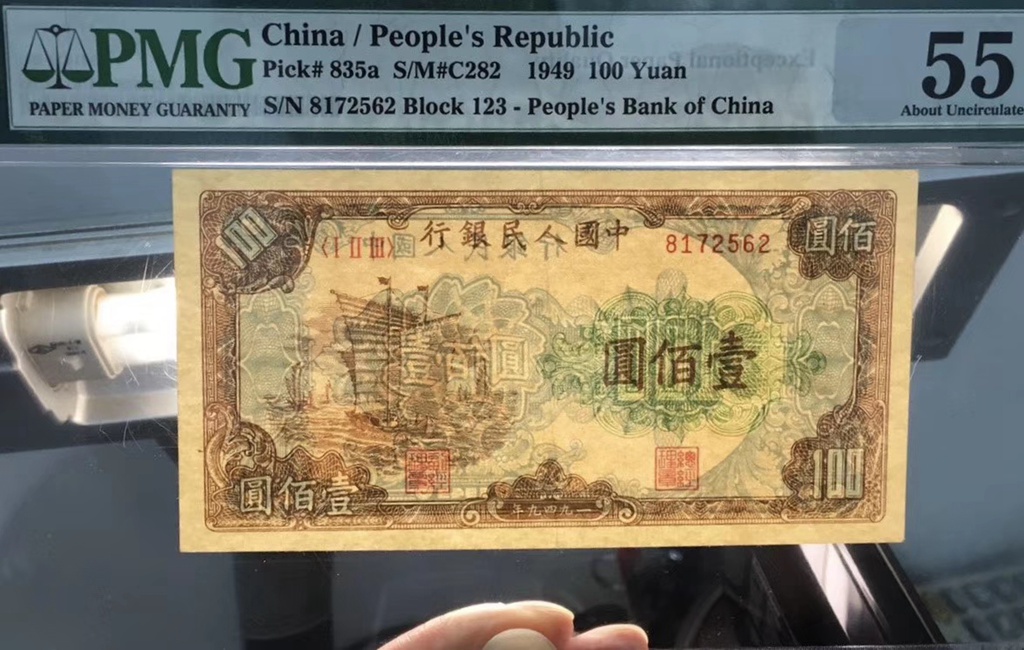 PMG
PAPER MONEY GUARANTY
China / People's Republic
Pick# 835a S/M#C282 1949 100 Yuan
S/N 8172562 Block 123 - People's Bank of China
55
About Uncirculate
100
〈I II III〉
中國人民銀行
8172562
圓佰
壹佰圓
壹佰圓
壹佰圓
100
一九四九年